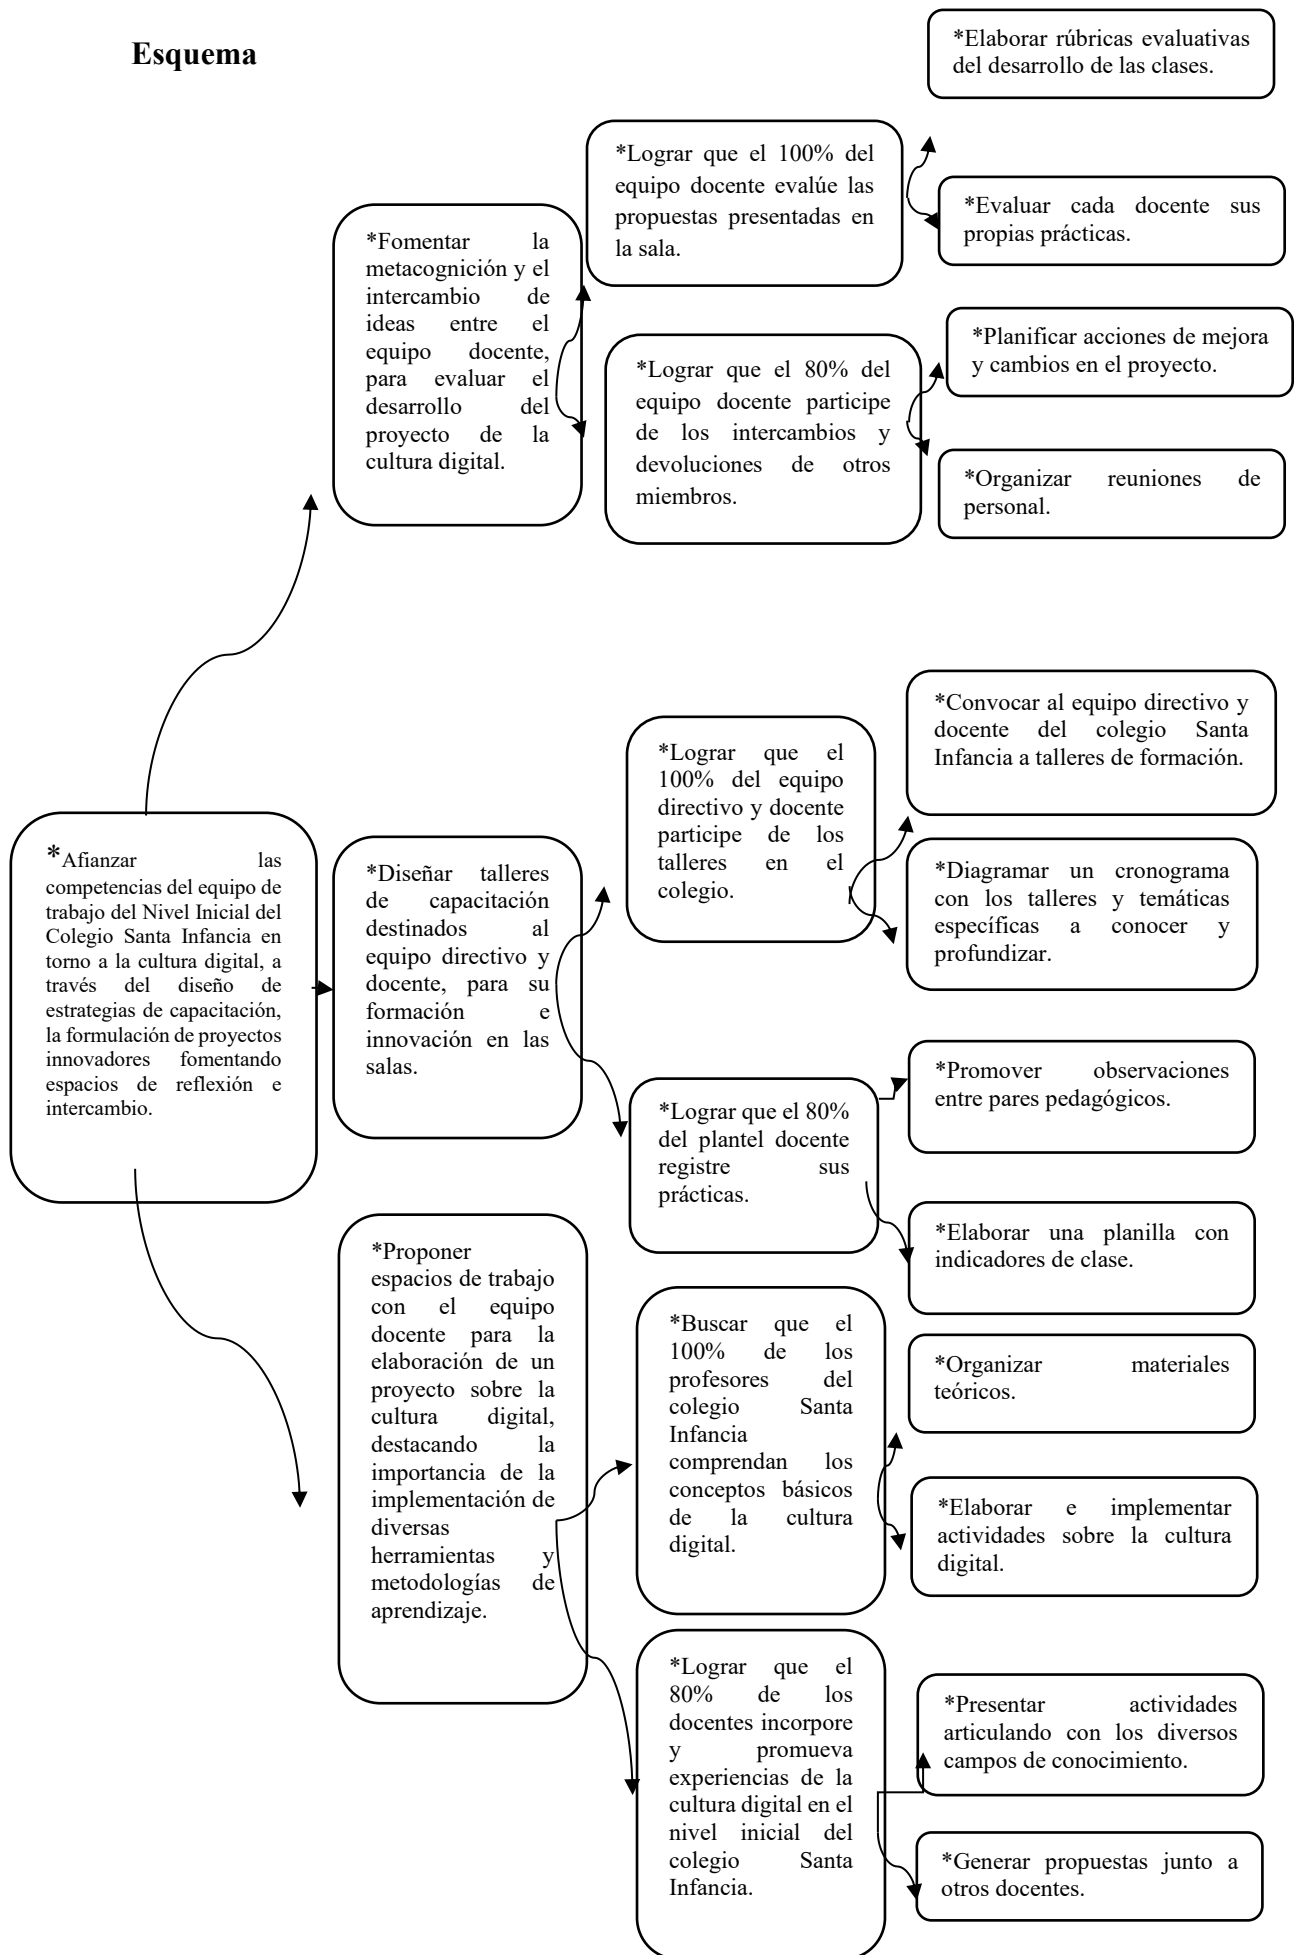 Esquema
*Elaborar rúbricas evaluativas
del desarrollo de las clases.
*Lograr que el 100% del
equipo docente evalúe las
propuestas presentadas en
la sala.
*Evaluar cada docente sus
propias prácticas.
*Fomentar la
metacognición y el
intercambio de
ideas entre el
equipo docente,
para evaluar el
desarrollo del
proyecto de la
cultura digital.
*Planificar acciones de mejora
y cambios en el proyecto.
*Lograr que el 80% del
equipo docente participe
de los intercambios y
devoluciones de otros
miembros.
*Organizar reuniones de
personal.
*Convocar al equipo directivo y
docente del colegio Santa
Infancia a talleres de formación.
*Lograr que el
100% del equipo
directivo y docente
participe de los
talleres en el
colegio.
*Diagramar un cronograma
con los talleres y temáticas
específicas a conocer y
profundizar.
*Afianzar las
competencias del equipo de
trabajo del Nivel Inicial del
Colegio Santa Infancia en
torno a la cultura digital, a
través del diseño de
estrategias de capacitación,
la formulación de proyectos
innovadores fomentando
espacios de reflexión e
intercambio.
*Diseñar talleres
de capacitación
destinados al
equipo directivo y
docente, para su
formación e
innovación en las
salas.
*Promover observaciones
entre pares pedagógicos.
*Lograr que el 80%
del plantel docente
registre sus
prácticas.
*Elaborar una planilla con
indicadores de clase.
*Proponer
espacios de trabajo
con el equipo
docente para la
elaboración de un
proyecto sobre la
cultura digital,
destacando la
importancia de la
implementación de
diversas
herramientas y
metodologías de
aprendizaje.
*Buscar que el
100% de los
profesores del
colegio Santa
Infancia
comprendan los
conceptos básicos
de la cultura
digital.
*Organizar materiales
teóricos.
*Elaborar e implementar
actividades sobre la cultura
digital.
*Lograr que el
80% de los
docentes incorpore
y promueva
experiencias de la
cultura digital en el
nivel inicial del
colegio Santa
Infancia.
*Presentar actividades
articulando con los diversos
campos de conocimiento.
*Generar propuestas junto a
otros docentes.